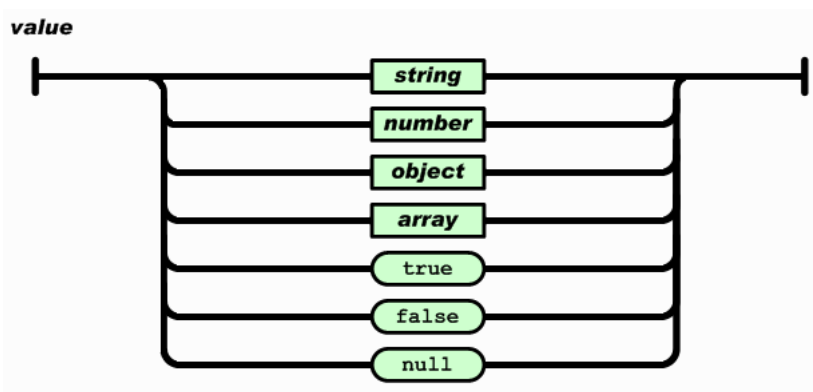 value
string
number
object
array
true
false
null